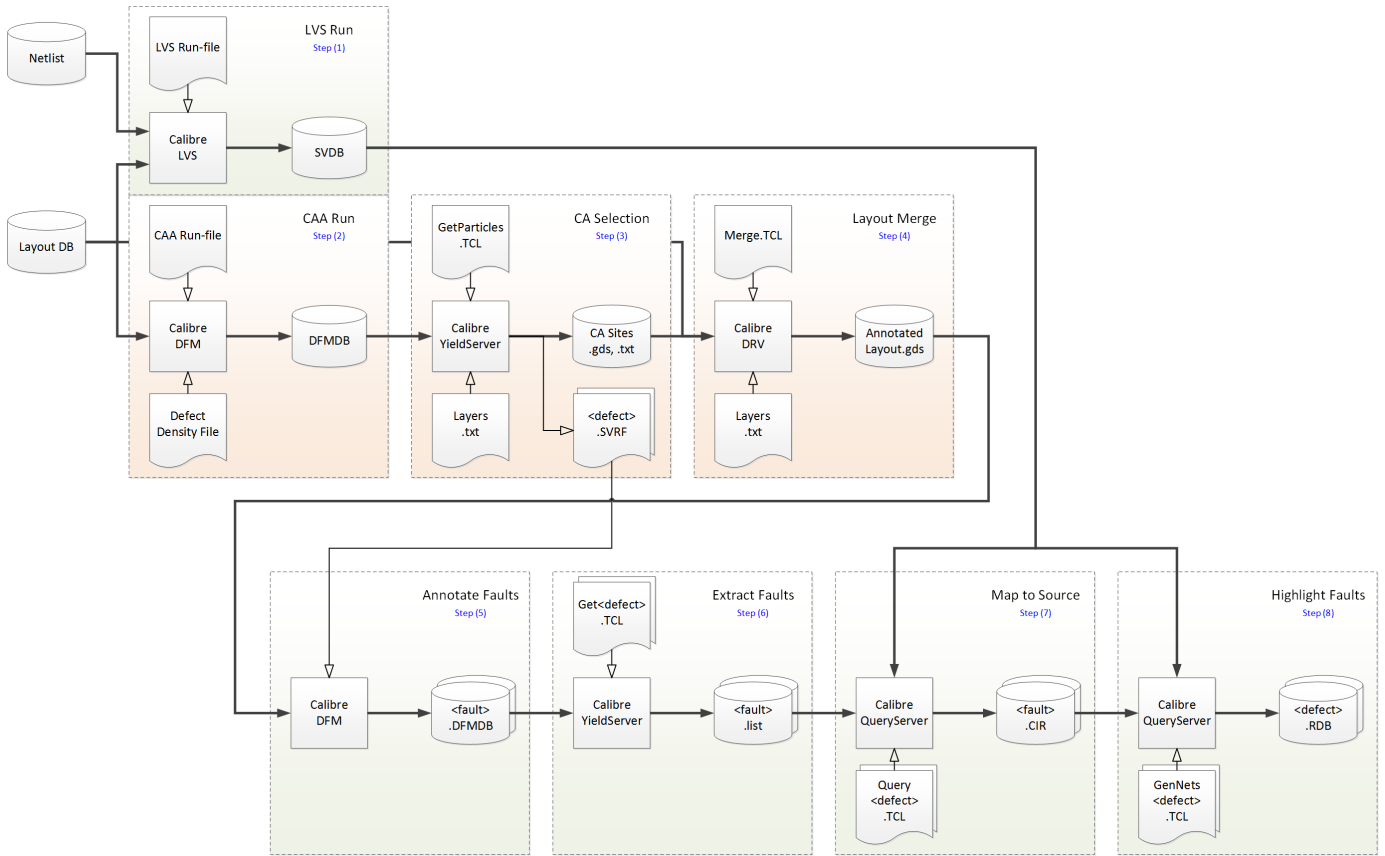 Netlist
LVS Run-file
LVS Run
Step (1)
Calibre
LVS
SVDB
Layout DB
CAA Run-file
CAA Run
Step (2)
Calibre
DFM
DFMDB
Defect
Density File
GetParticles
.TCL
CA Selection
Step (3)
Calibre
YieldServer
CA Sites
.gds, .txt
Layers
.txt
<defect>
.SVRF
Merge.TCL
Layout Merge
Step (4)
Calibre
DRV
Annotated
Layout.gds
Layers
.txt
Annotate Faults
Step (5)
Calibre
DFM
<fault>
.DFMDB
Get<defect>
.TCL
Extract Faults
Step (6)
Calibre
YieldServer
<fault>
.list
Map to Source
Step (7)
Calibre
QueryServer
<fault>
.CIR
Query
<defect>
.TCL
Highlight Faults
Step (8)
Calibre
QueryServer
<defect>
.RDB
GenNets
<defect>
.TCL